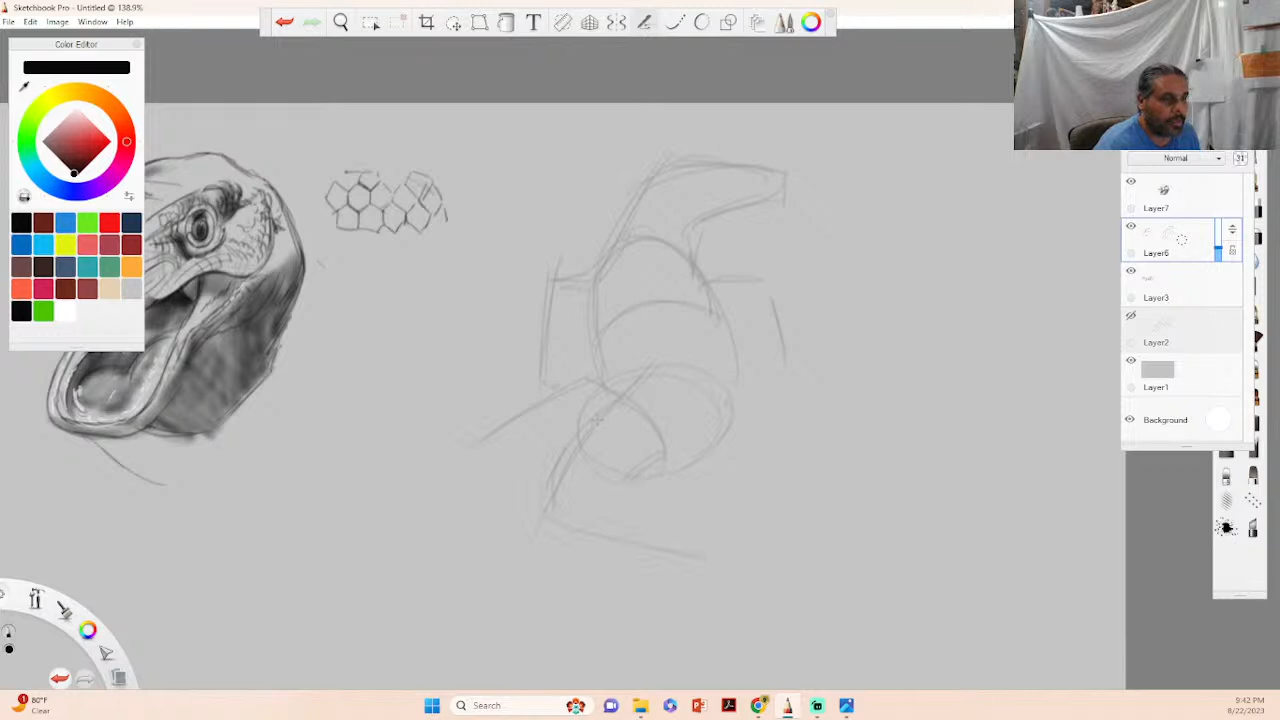 Sketchbook Pro - Untitled @ 138.9%
File Edit Image Window Help
Color Editor
T
Normal
Layer7
Layer6
Layer3
Layer2
Layer1
Background
1
80°F
Clear
Search
9:42 PM
8/22/2023